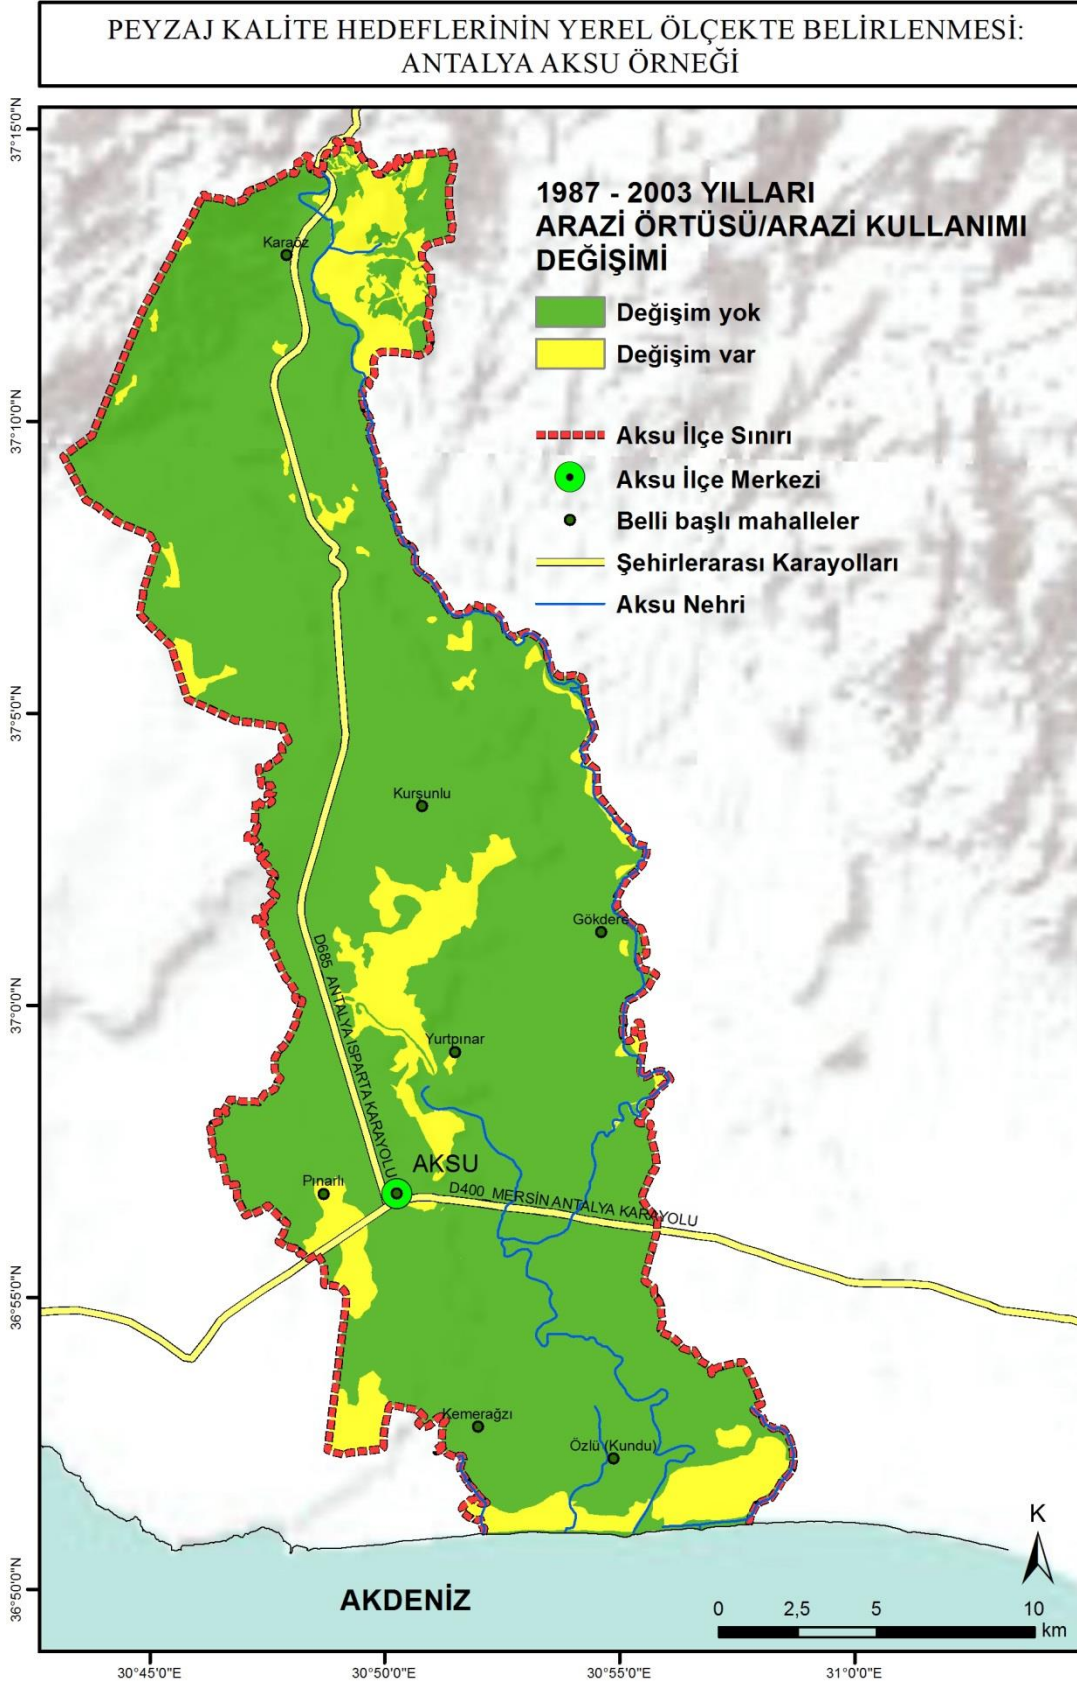 PEYZAJ KALİTE HEDEFLERİNİN YEREL ÖLÇEKTE BELİRLENMESİ:
ANTALYA AKSU ÖRNEĞİ
1987 - 2003 YILLARI
ARAZİ ÖRTÜSÜ/ARAZİ KULLANIMI
DEĞİŞİMİ
Değişim yok
Değişim var
Aksu İlçe Sınırı
Aksu İlçe Merkezi
Belli başlı mahalleler
Şehirlerarası Karayolları
Aksu Nehri
Karaöz
Kurşunlu
Gökdere
D685 ANTALYA ISPARTA KARAYOLU
Yurtpınar
AKSU
Pınarlı
D400 MERSİN ANTALYA KARAYOLU
Kemerağzı
Özlü (Kundu)
AKDENİZ
K
0 2,5 5 10
km
37°15'0"N
37°10'0"N
37°5'0"N
37°0'0"N
36°55'0"N
36°50'0"N
30°45'0"E 30°50'0"E 30°55'0"E 31°0'0"E